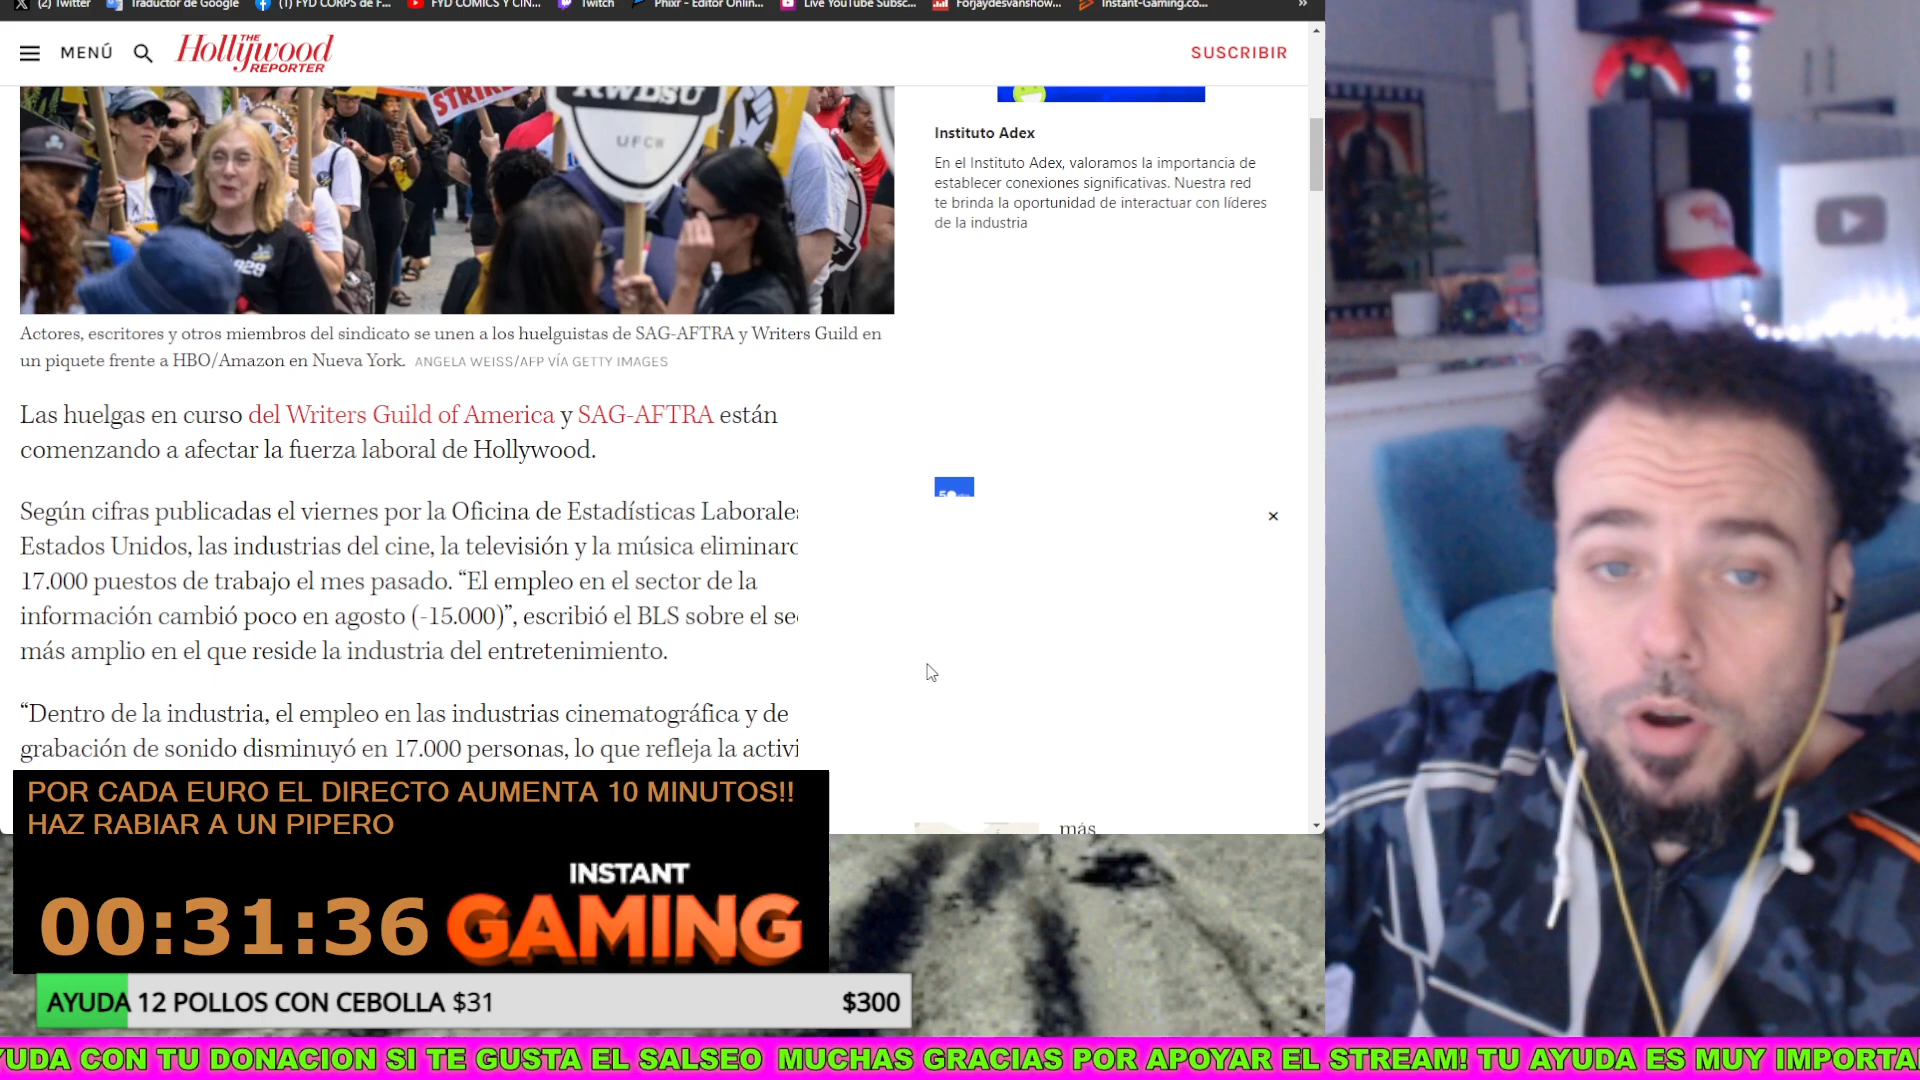 (2) Twitter
Traductor de Google
(1) FYD CORPS de F...
FYD COMICS Y CIN...
Twitch
Phixr - Editor Onlin...
Live YouTube Subsc...
Forjaydesvanshow...
Instant-Gaming.co...
»
MENÚ
THE
Hollywood
REPORTER
SUSCRIBIR
STRIKE
RWDSU
UFCW
Instituto Adex
En el Instituto Adex, valoramos la importancia de
establecer conexiones significativas. Nuestra red
te brinda la oportunidad de interactuar con líderes
de la industria
Actores, escritores y otros miembros del sindicato se unen a los huelguistas de SAG-AFTRA y Writers Guild en
un piquete frente a HBO/Amazon en Nueva York. ANGELA WEISS/AFP VÍA GETTY IMAGES
Las huelgas en curso del Writers Guild of America y SAG-AFTRA están
comenzando a afectar la fuerza laboral de Hollywood.
Según cifras publicadas el viernes por la Oficina de Estadísticas Laborale
Estados Unidos, las industrias del cine, la televisión y la música eliminaro
17.000 puestos de trabajo el mes pasado. “El empleo en el sector de la
información cambió poco en agosto (-15.000)”, escribió el BLS sobre el se
más amplio en el que reside la industria del entretenimiento.
“Dentro de la industria, el empleo en las industrias cinematográfica y de
grabación de sonido disminuyó en 17.000 personas, lo que refleja la activi
más
POR CADA EURO EL DIRECTO AUMENTA 10 MINUTOS!!
HAZ RABIAR A UN PIPERO
00:31:36
INSTANT
GAMING
AYUDA 12 POLLOS CON CEBOLLA $31
$300
YUDA CON TU DONACION SI TE GUSTA EL SALSEO MUCHAS GRACIAS POR APOYAR EL STREAM! TU AYUDA ES MUY IMPORTA